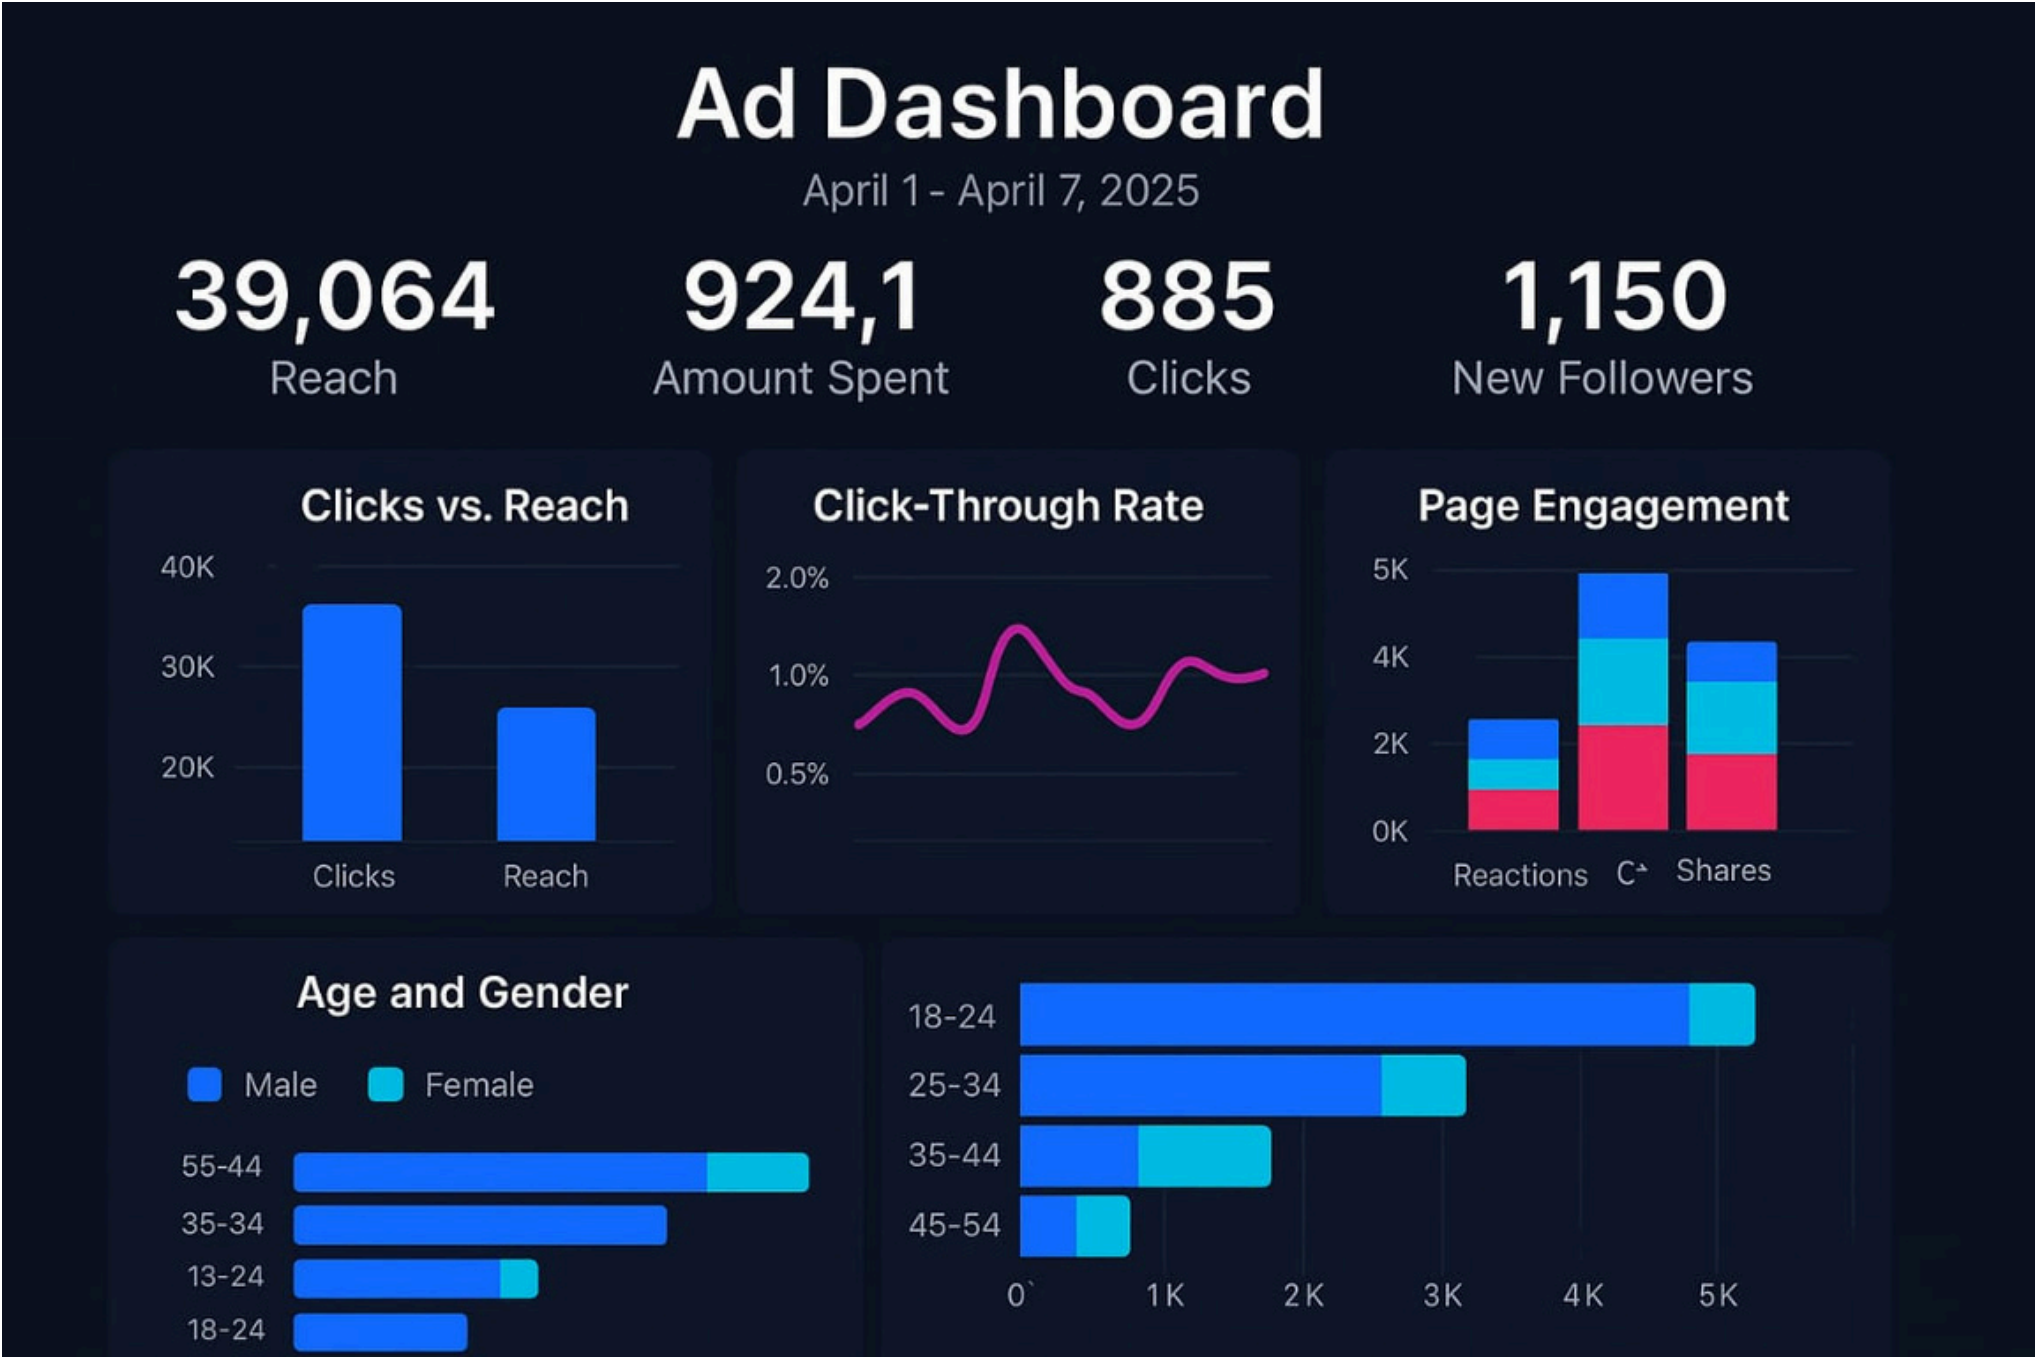 Ad Dashboard
April 1 - April 7, 2025
39,064
Reach
924,1
Amount Spent
885
Clicks
1,150
New Followers
Clicks vs. Reach
40K
30K
20K
Clicks
Reach
Click-Through Rate
2.0%
1.0%
0.5%
Page Engagement
5K
4K
2K
0K
Reactions
Shares
Age and Gender
Male
Female
55-44
35-34
13-24
18-24
18-24
25-34
35-44
45-54
0
1K
2K
3K
4K
5K